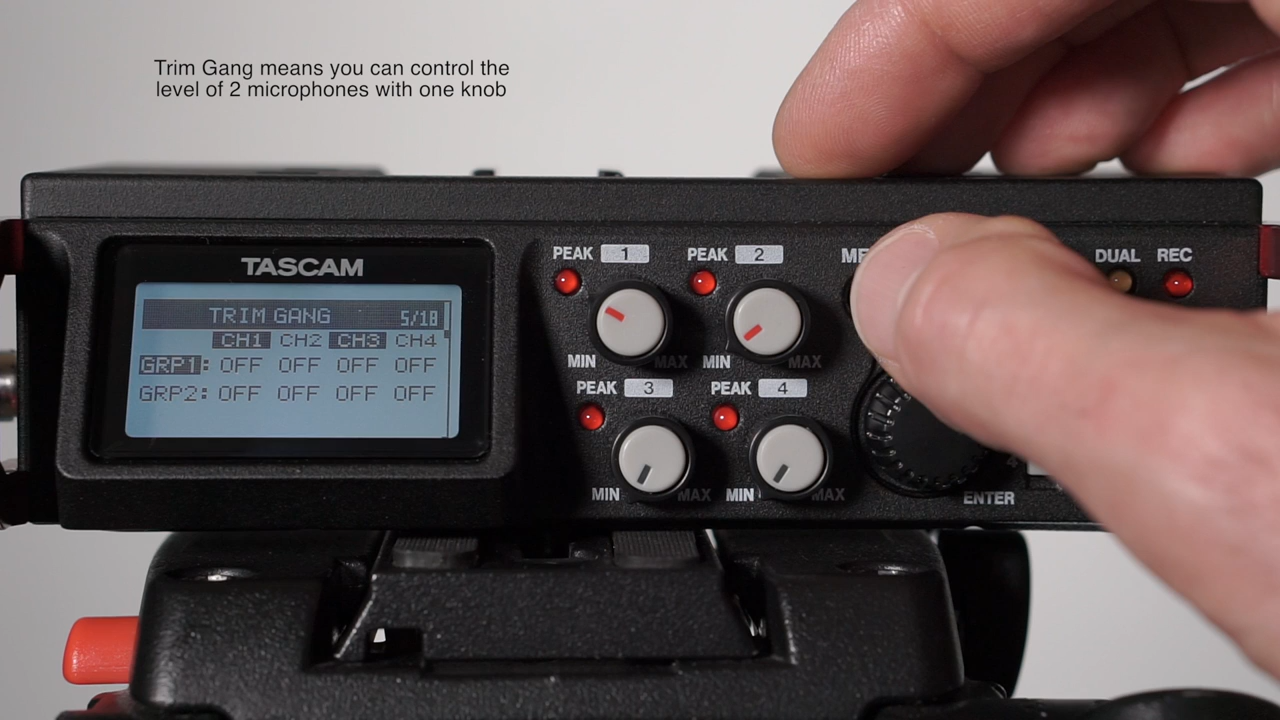 Trim Gang means you can control the
level of 2 microphones with one knob
TASCAM
TRIM GANG 5/18
CH1 CH2 CH3 CH4
GRP1: OFF OFF OFF OFF
GRP2: OFF OFF OFF OFF
PEAK 1 PEAK 2
DUAL REC
MIN MAX MIN MAX
PEAK 3 PEAK 4
MIN MAX MIN MAX
ENTER